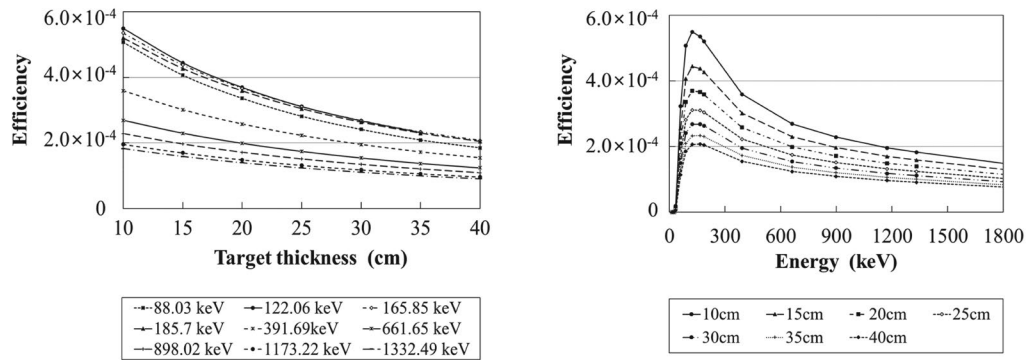 6.0×10⁻⁴
4.0×10⁻⁴
2.0×10⁻⁴
0
Efficiency
10 15 20 25 30 35 40
Target thickness (cm)
88.03 keV 122.06 keV 165.85 keV
185.7 keV 391.69keV 661.65 keV
898.02 keV 1173.22 keV 1332.49 keV
6.0×10⁻⁴
4.0×10⁻⁴
2.0×10⁻⁴
0
Efficiency
0 300 600 900 1200 1500 1800
Energy (keV)
10cm 15cm 20cm 25cm
30cm 35cm 40cm